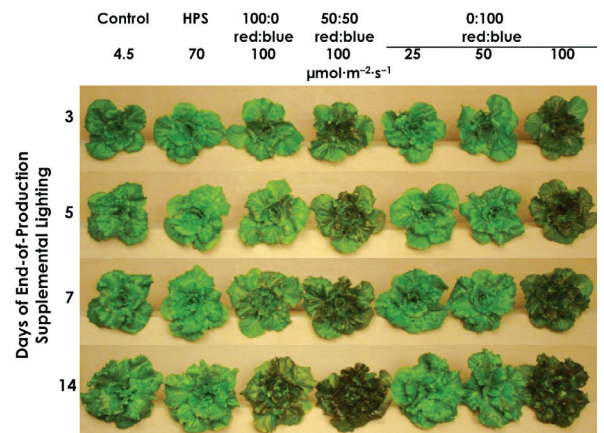 Control HPS 100:0 50:50 0:100
red:blue red:blue red:blue
4.5 70 100 100 25 50 100
µmol·m⁻²·s⁻¹
Days of End-of-Production
Supplemental Lighting
3
5
7
14